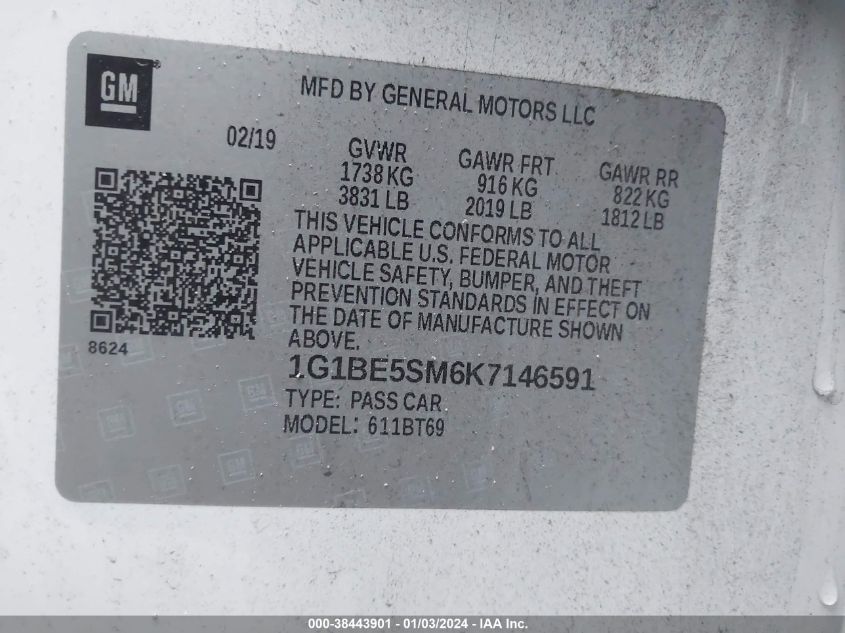 GM
MFD BY GENERAL MOTORS LLC
02/19
GVWR GAWR FRT GAWR RR
1738 KG 916 KG 822 KG
3831 LB 2019 LB 1812 LB
THIS VEHICLE CONFORMS TO ALL
APPLICABLE U.S. FEDERAL MOTOR
VEHICLE SAFETY, BUMPER, AND THEFT
PREVENTION STANDARDS IN EFFECT ON
THE DATE OF MANUFACTURE SHOWN
ABOVE.
8624
1G1BE5SM6K7146591
TYPE: PASS CAR
MODEL: 611BT69
000-38443901 - 01/03/2024 - IAA Inc.